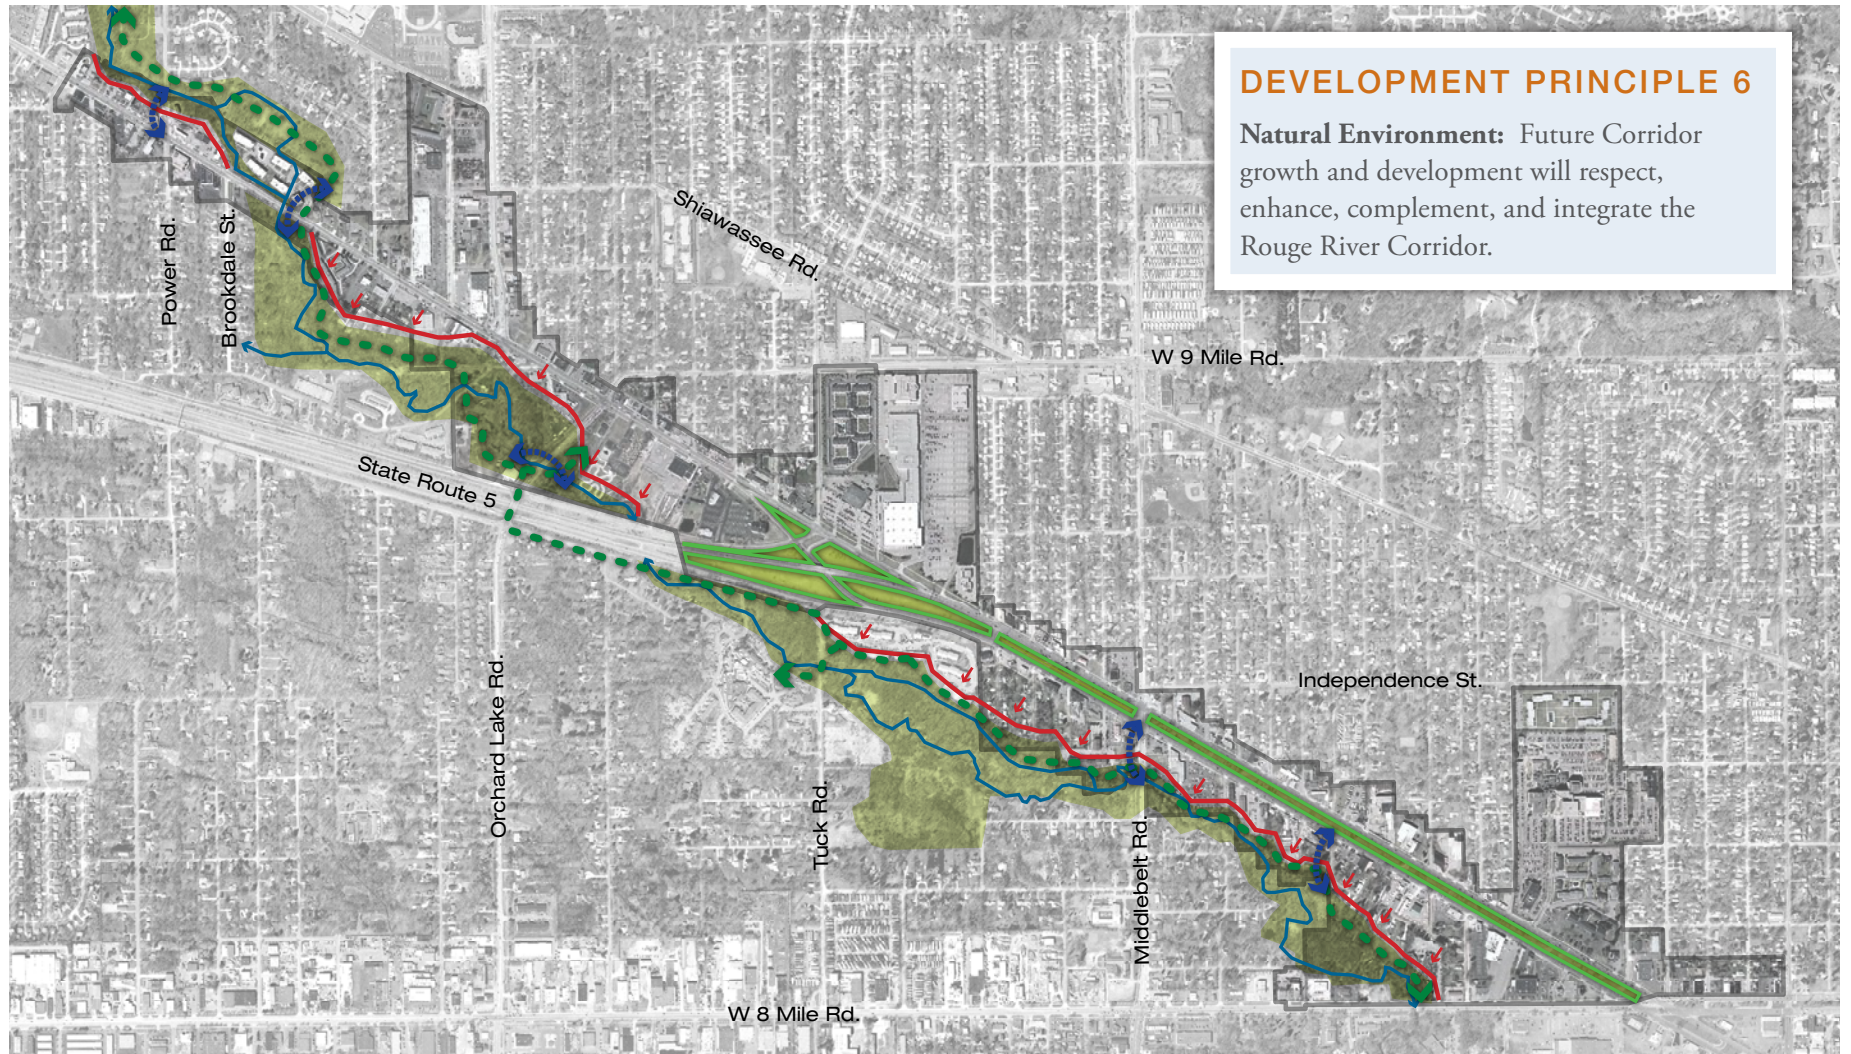 DEVELOPMENT PRINCIPLE 6
Natural Environment: Future Corridor
growth and development will respect,
enhance, complement, and integrate the
Rouge River Corridor.
Shiawassee Rd.
Power Rd.
Brookdale St.
W 9 Mile Rd.
State Route 5
Orchard Lake Rd.
Independence St.
Tuck Rd.
Middlebelt Rd.
W 8 Mile Rd.